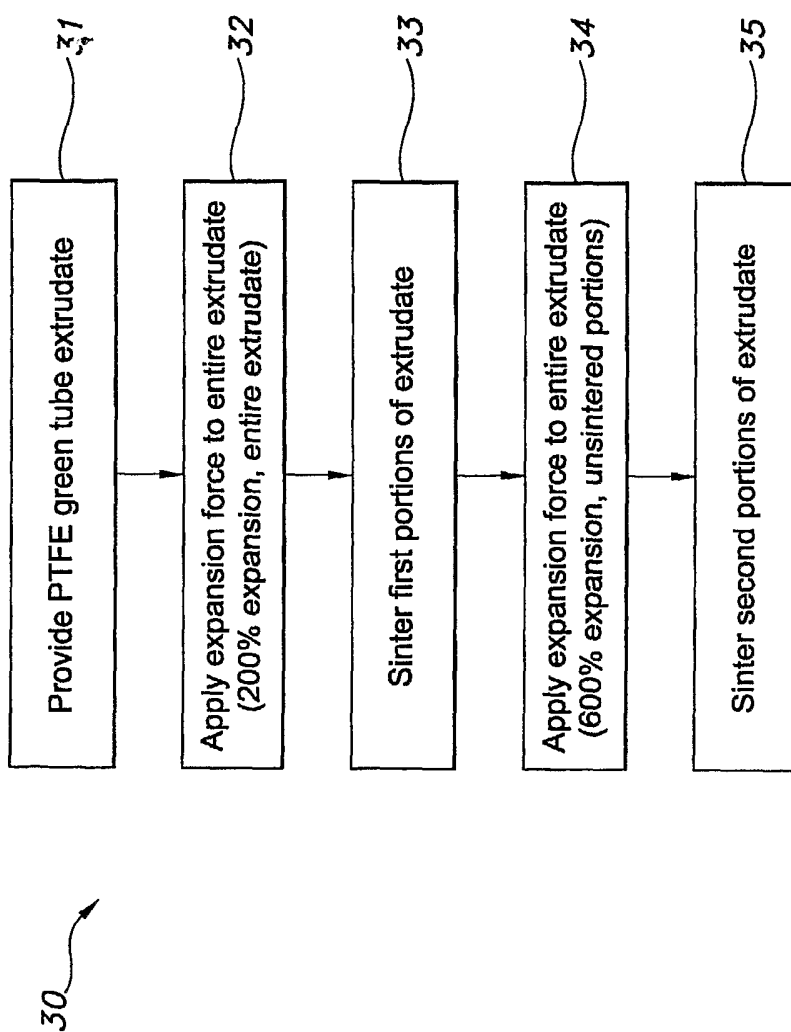 30
Provide PTFE green tube extrudate
31
Apply expansion force to entire extrudate
(200% expansion, entire extrudate)
32
Sinter first portions of extrudate
33
Apply expansion force to entire extrudate
(600% expansion, unsintered portions)
34
Sinter second portions of extrudate
35